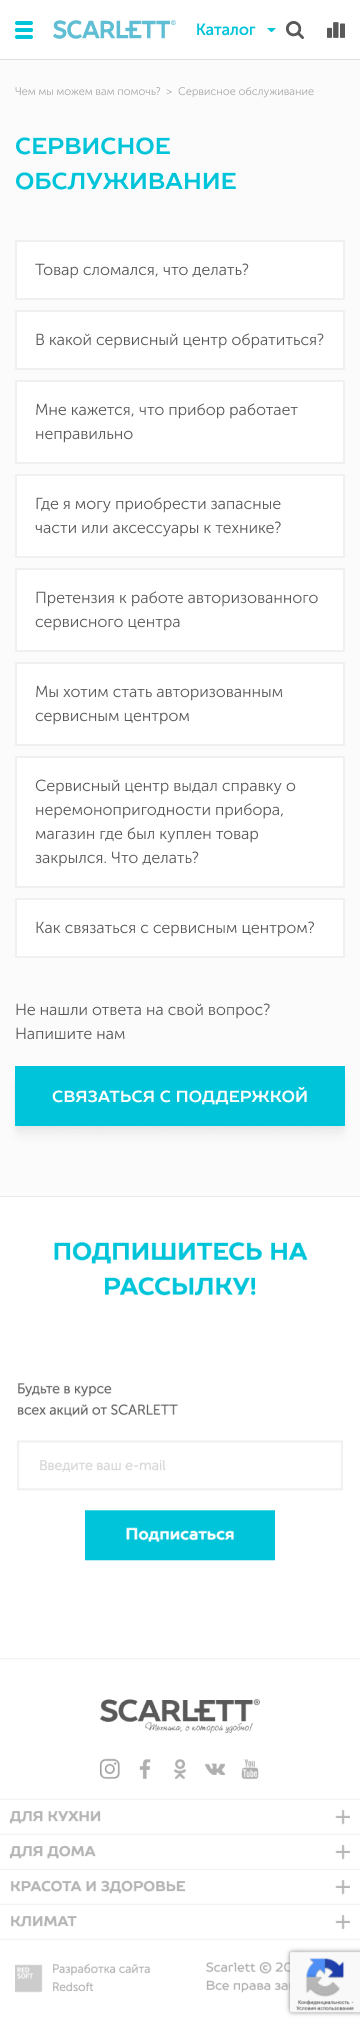 SCARLETT® Каталог
Чем мы можем вам помочь? > Сервисное обслуживание
СЕРВИСНОЕ
ОБСЛУЖИВАНИЕ
Товар сломался, что делать?
В какой сервисный центр обратиться?
Мне кажется, что прибор работает
неправильно
Где я могу приобрести запасные
части или аксессуары к технике?
Претензия к работе авторизованного
сервисного центра
Мы хотим стать авторизованным
сервисным центром
Сервисный центр выдал справку о
неремонопригодности прибора,
магазин где был куплен товар
закрылся. Что делать?
Как связаться с сервисным центром?
Не нашли ответа на свой вопрос?
Напишите нам
СВЯЗАТЬСЯ С ПОДДЕРЖКОЙ
ПОДПИШИТЕСЬ НА
РАССЫЛКУ!
Будьте в курсе
всех акций от SCARLETT
Введите ваш e-mail
Подписаться
SCARLETT®
Техника, с которой удобно!
You
Tube
ДЛЯ КУХНИ
ДЛЯ ДОМА
КРАСОТА И ЗДОРОВЬЕ
КЛИМАТ
RED
SOFT
Разработка сайта
Redsoft
Scarlett © 20
Все права за
Конфиденциальность -
Условия использования